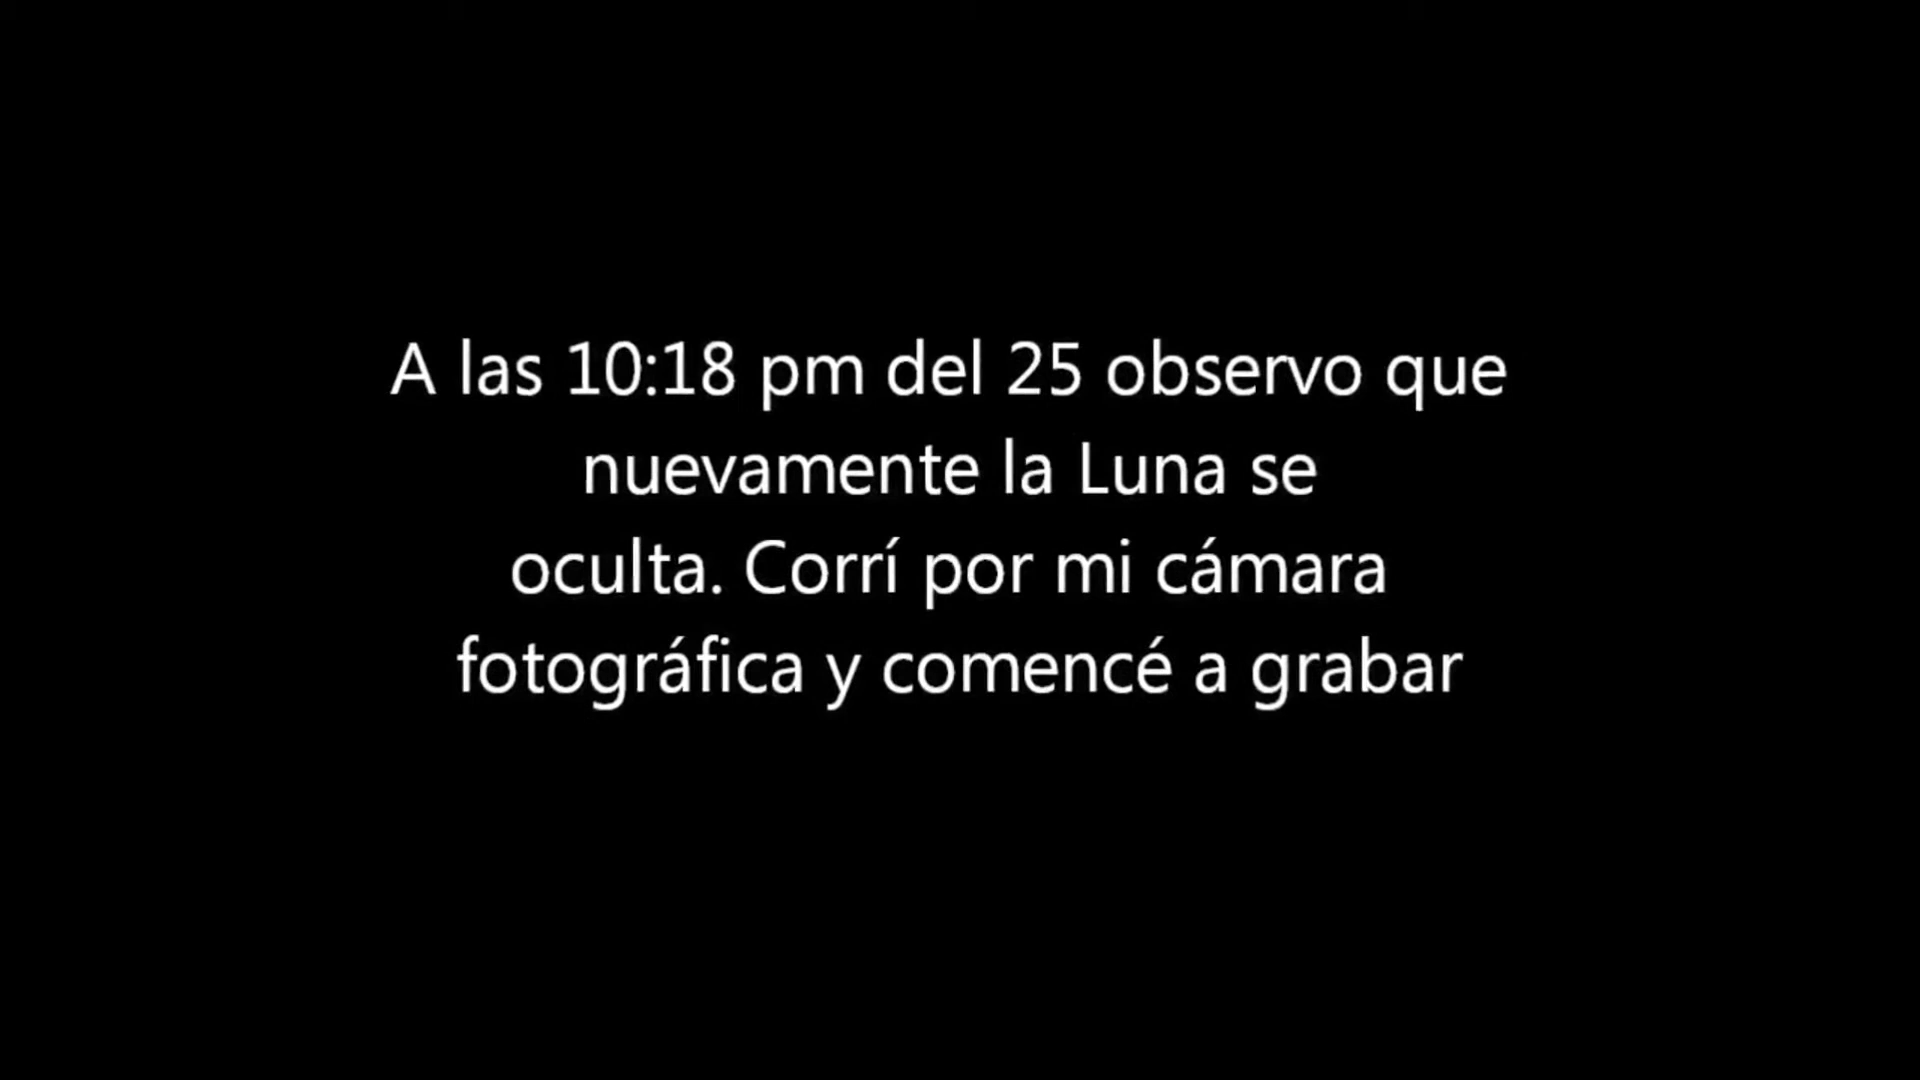 A las 10:18 pm del 25 observo que
nuevamente la Luna se
oculta. Corrí por mi cámara
fotográfica y comencé a grabar